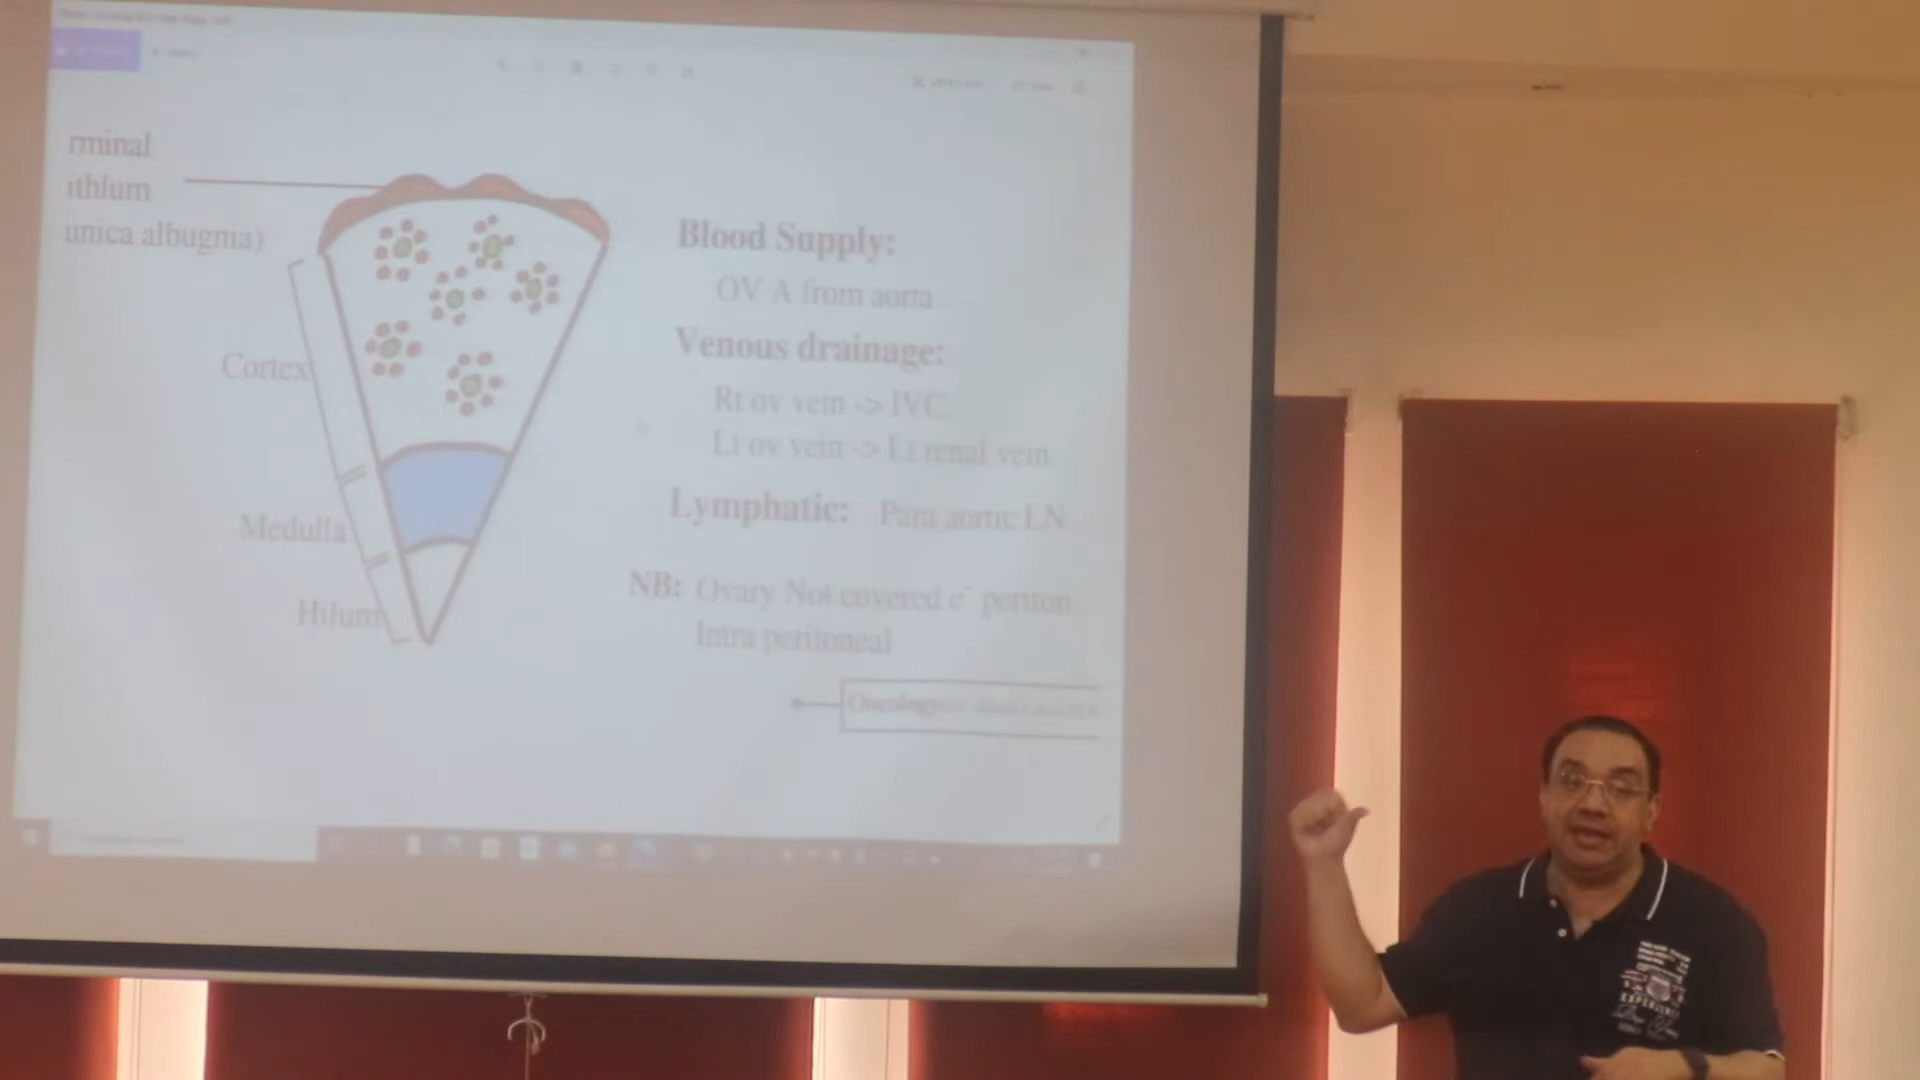 rminal
ithlum
unica albugnia)
Cortex
Medulla
Hilum
Blood Supply:
OV A from aorta
Venous drainage:
Rt ov vein -> IVC
Lt ov vein -> Lt renal vein
Lymphatic: Para aortic LN
NB: Ovary Not covered e⁻ periton
Intra peritoneal
Oncology